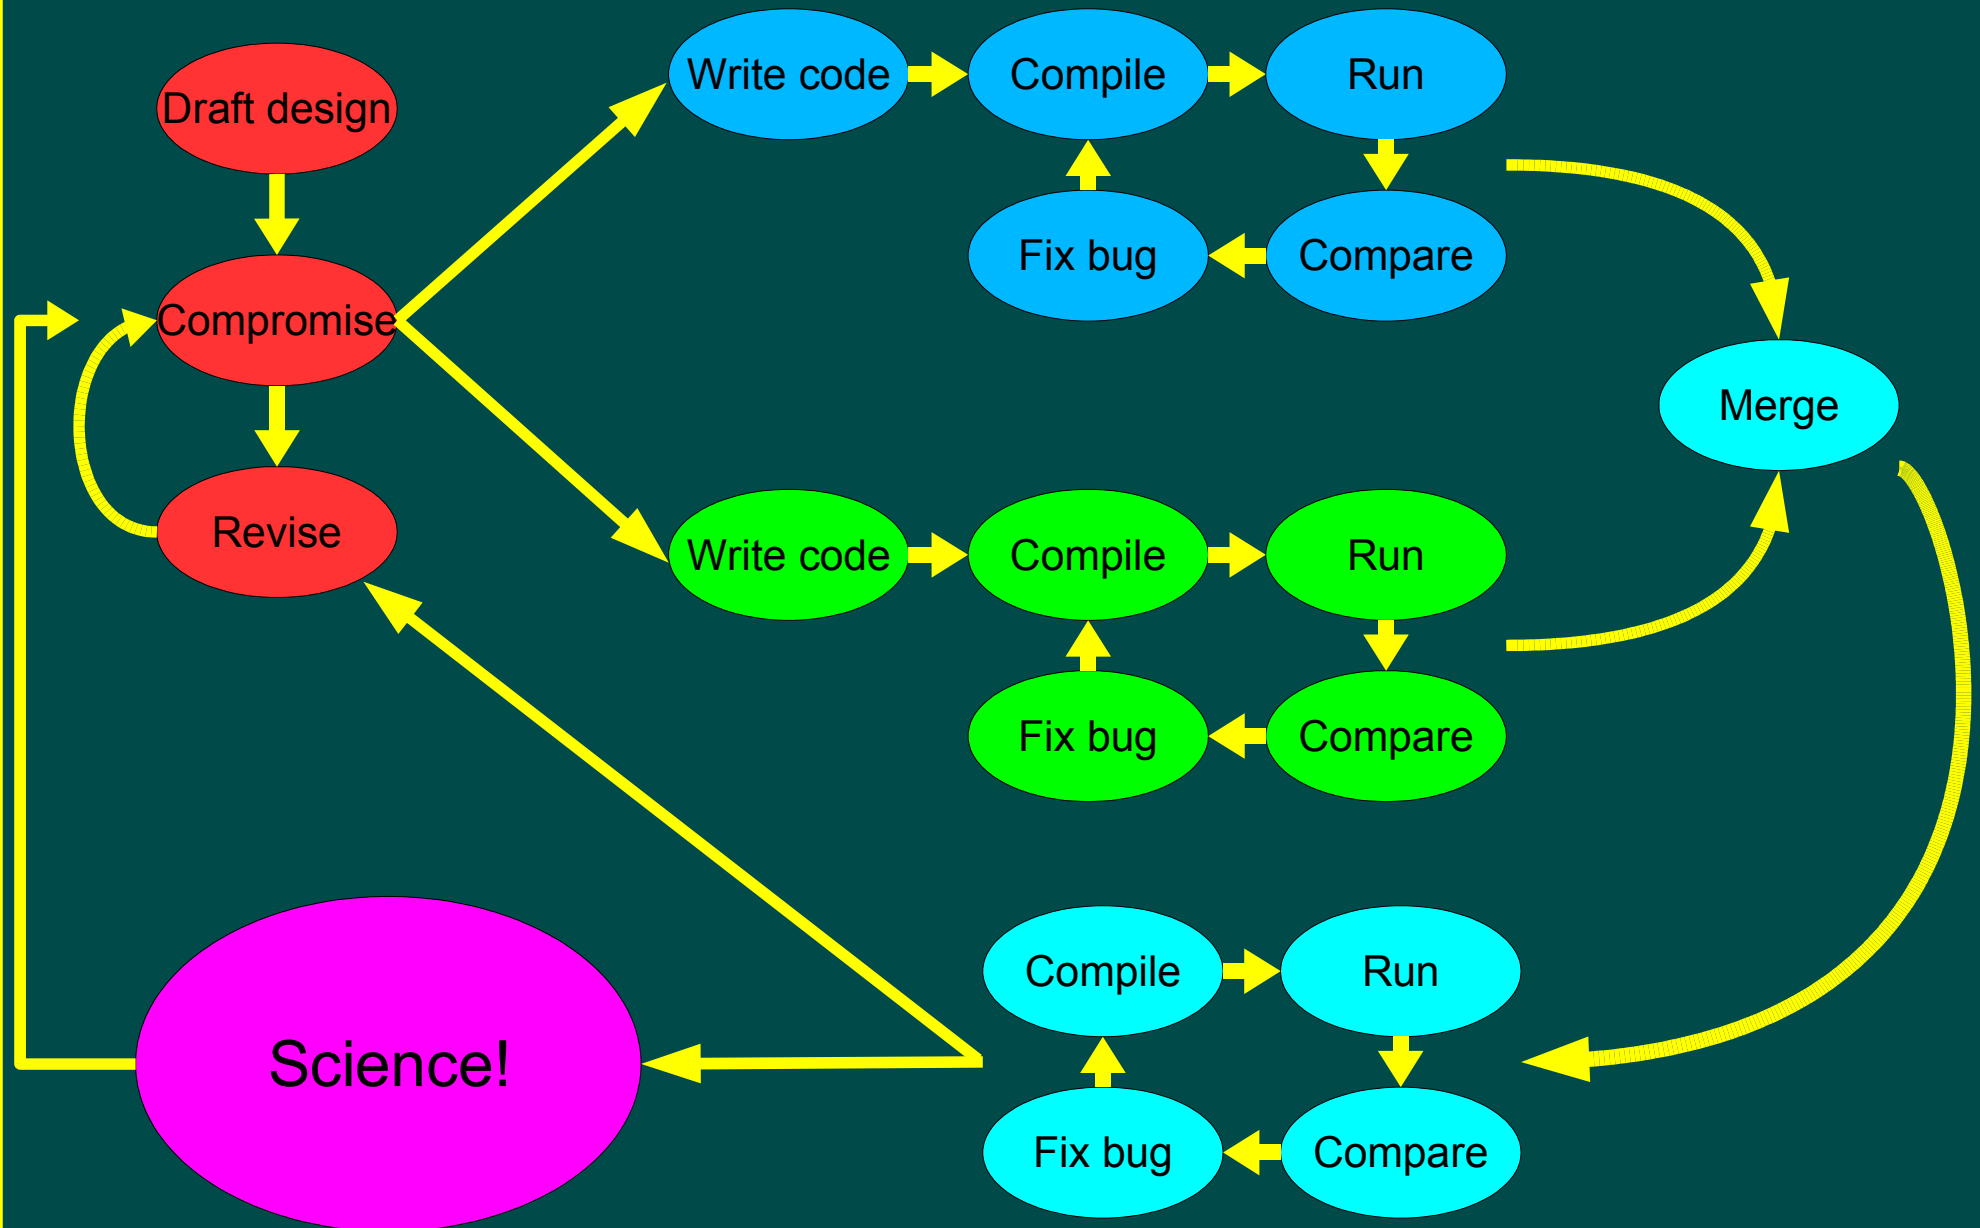 Draft design
Compromise
Revise
Write code
Compile
Run
Fix bug
Compare
Merge
Write code
Compile
Run
Fix bug
Compare
Science!
Compile
Run
Fix bug
Compare